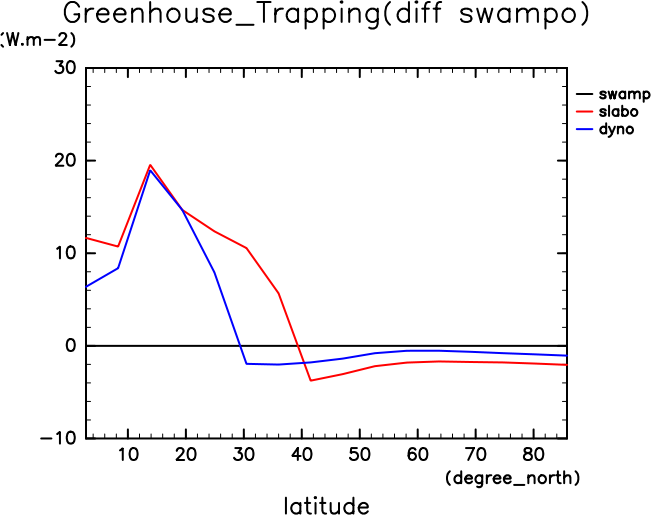 Greenhouse_Trapping(diff swampo)
(W.m-2)
30
swamp
slabo
dyno
20
10
0
-10
10 20 30 40 50 60 70 80
(degree_north)
latitude